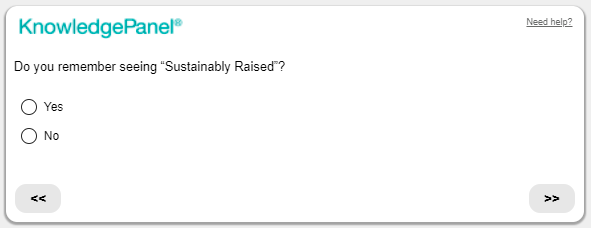 KnowledgePanel®
Need help?
Do you remember seeing “Sustainably Raised”?
Yes
No
<<
>>